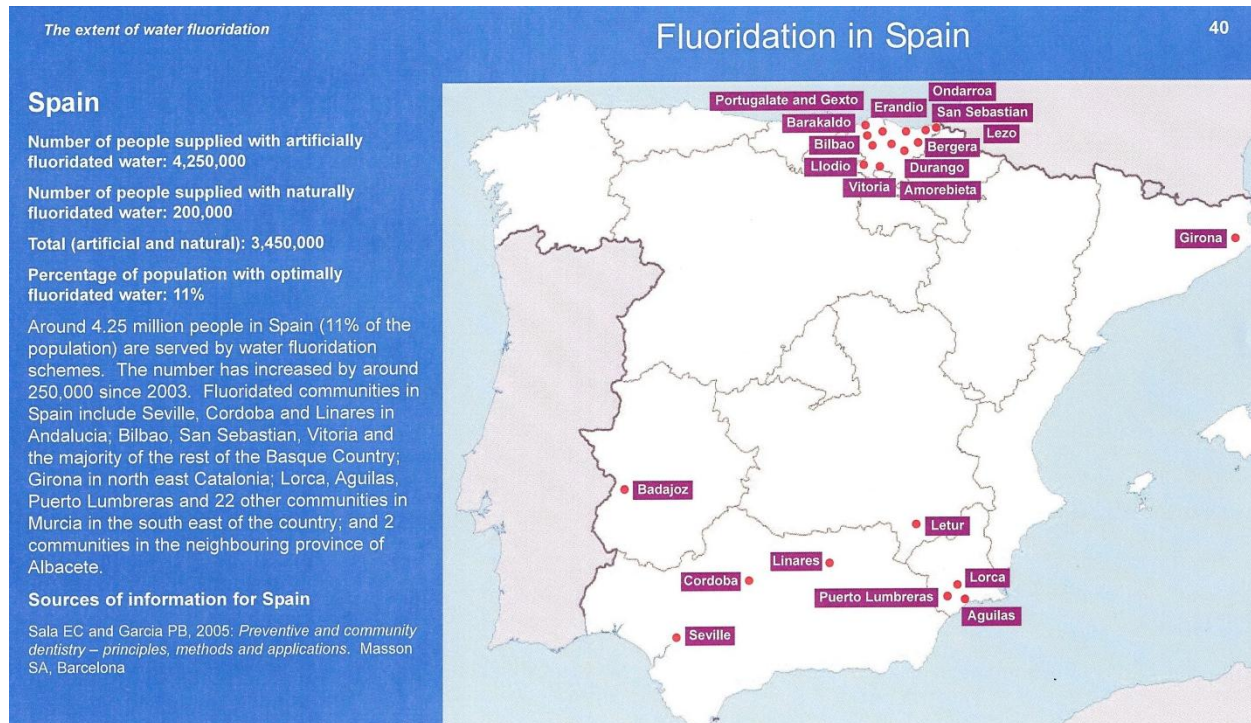 The extent of water fluoridation
Fluoridation in Spain
40
Spain
Number of people supplied with artificially
fluoridated water: 4,250,000
Number of people supplied with naturally
fluoridated water: 200,000
Total (artificial and natural): 3,450,000
Percentage of population with optimally
fluoridated water: 11%
Around 4.25 million people in Spain (11% of the
population) are served by water fluoridation
schemes. The number has increased by around
250,000 since 2003. Fluoridated communities in
Spain include Seville, Cordoba and Linares in
Andalucia; Bilbao, San Sebastian, Vitoria and
the majority of the rest of the Basque Country;
Girona in north east Catalonia; Lorca, Aguilas,
Puerto Lumbreras and 22 other communities in
Murcia in the south east of the country; and 2
communities in the neighbouring province of
Albacete.
Sources of information for Spain
Sala EC and Garcia PB, 2005: Preventive and community
dentistry – principles, methods and applications. Masson
SA, Barcelona
Ondarroa
Portugalate and Gexto
Erandio
San Sebastian
Barakaldo
Lezo
Bilbao
Bergera
Llodio
Durango
Vitoria
Amorebieta
Girona
Badajoz
Letur
Linares
Cordoba
Lorca
Puerto Lumbreras
Aguilas
Seville